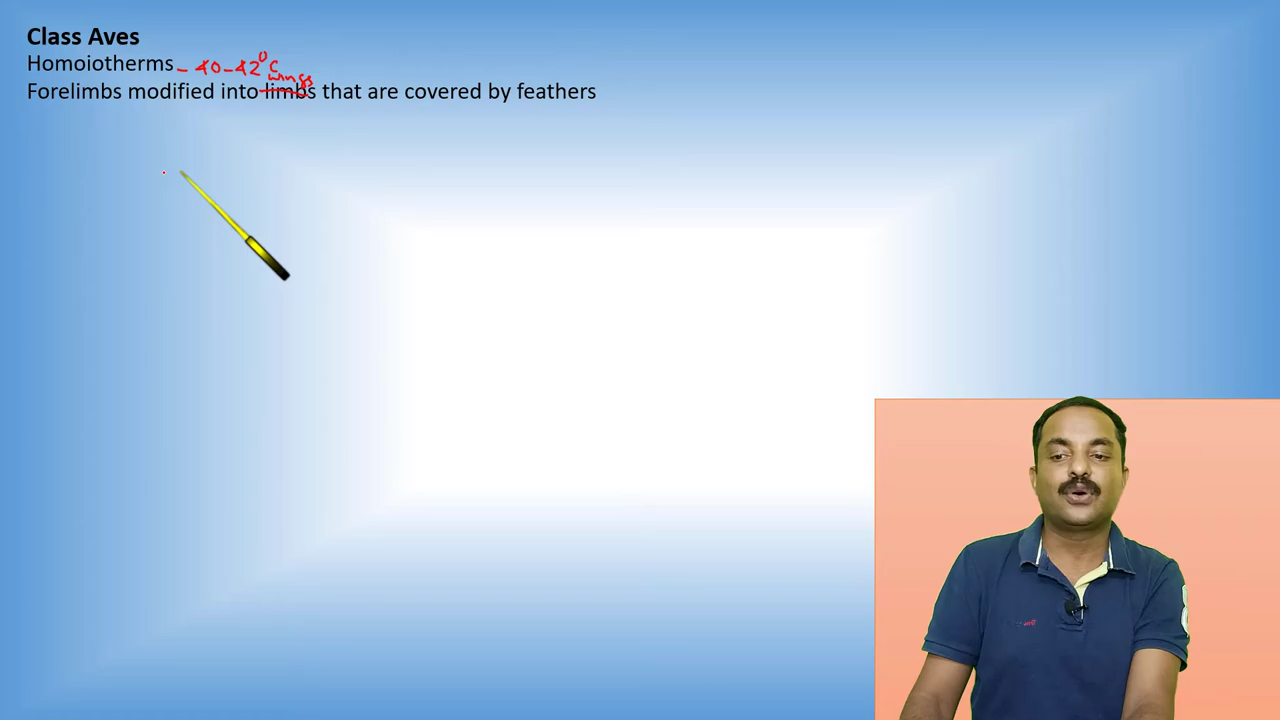 Class Aves
Homoiotherms - 40-42°C
wings
Forelimbs modified into limbs that are covered by feathers